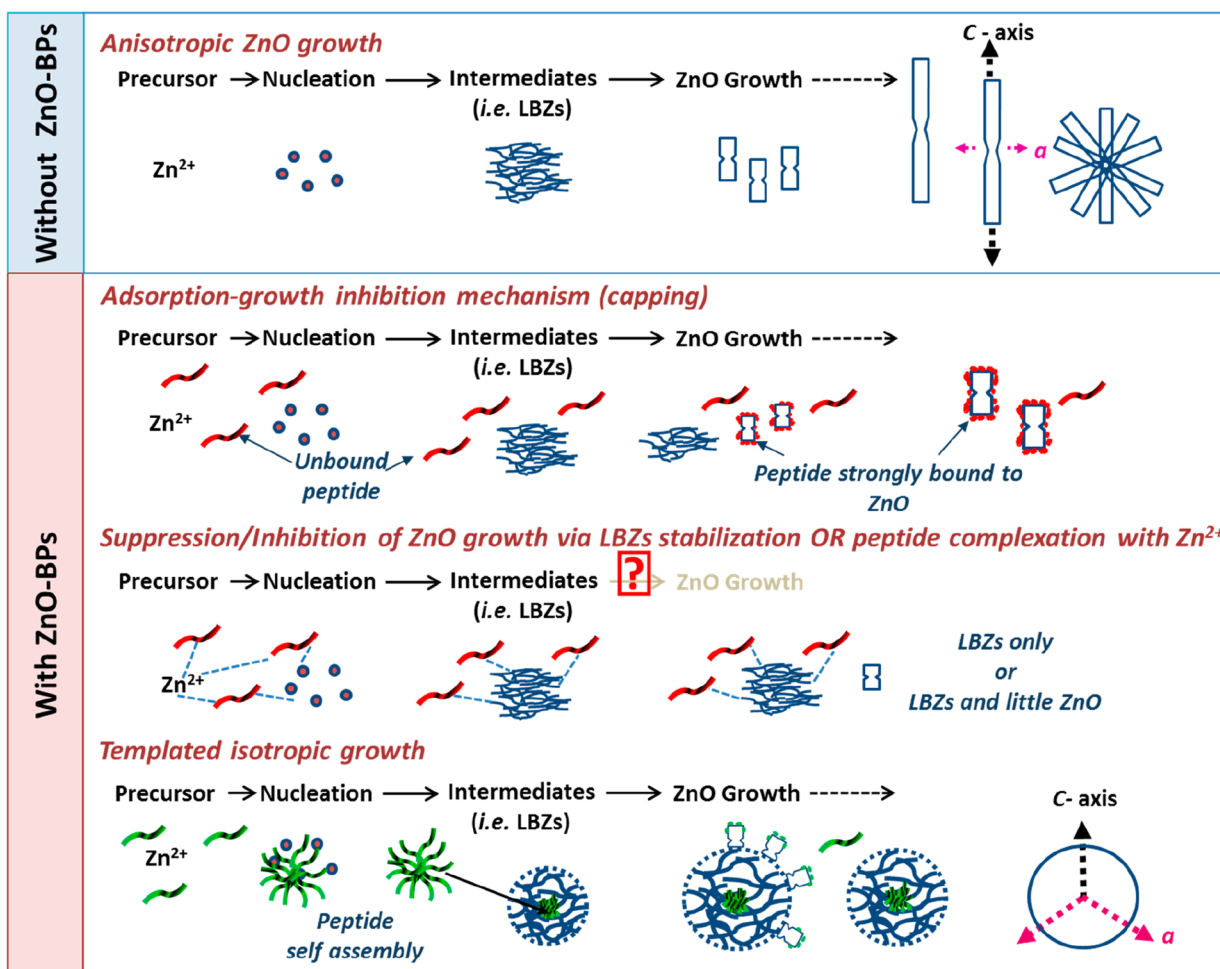 Without ZnO-BPs
Anisotropic ZnO growth
Precursor Nucleation Intermediates ZnO Growth
(i.e. LBZs)
Zn2+
C - axis
a
With ZnO-BPs
Adsorption-growth inhibition mechanism (capping)
Precursor Nucleation Intermediates ZnO Growth
(i.e. LBZs)
Zn2+
Unbound
peptide
Peptide strongly bound to
ZnO
Suppression/Inhibition of ZnO growth via LBZs stabilization OR peptide complexation with Zn2+
Precursor Nucleation Intermediates ? ZnO Growth
(i.e. LBZs)
Zn2+
LBZs only
or
LBZs and little ZnO
Templated isotropic growth
Precursor Nucleation Intermediates ZnO Growth
(i.e. LBZs)
Zn2+
Peptide
self assembly
C- axis
a